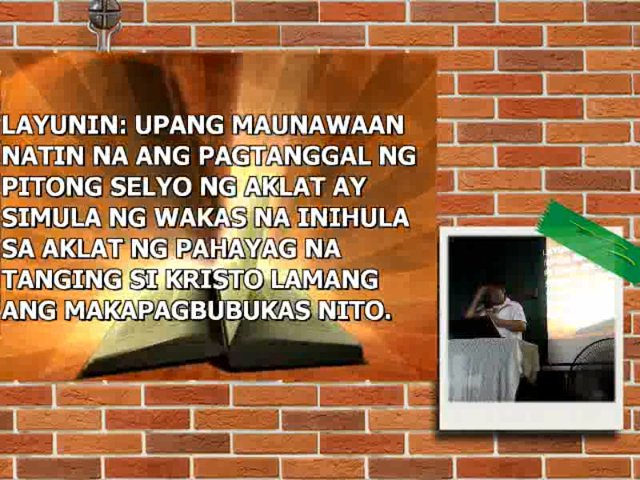 LAYUNIN: UPANG MAUNAWAAN
NATIN NA ANG PAGTANGGAL NG
PITONG SELYO NG AKLAT AY
SIMULA NG WAKAS NA INIHULA
SA AKLAT NG PAHAYAG NA
TANGING SI KRISTO LAMANG
ANG MAKAPAGBUBUKAS NITO.